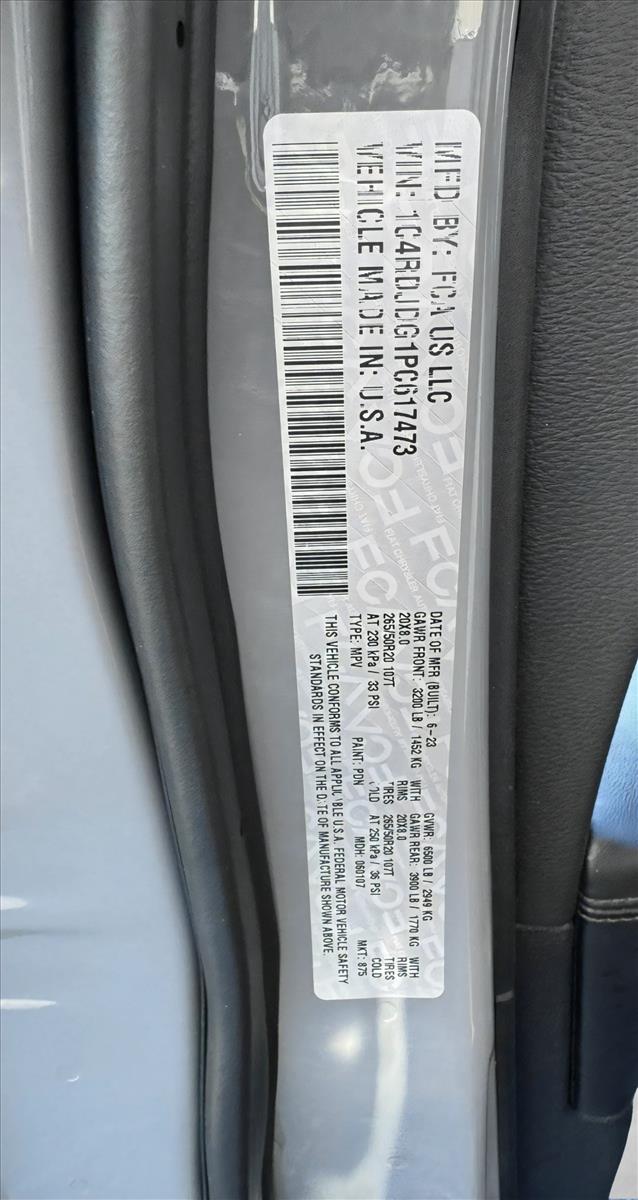 MFD BY: FCA US LLC
VIN: 1C4RDJDG1PC617473
VEHICLE MADE IN: U.S.A.
DATE OF MFR (BUILT): 6-23 GVWR: 6500 LB / 2949 KG
GAWR FRONT: 3200 LB / 1452 KG WITH GAWR REAR: 3900 LB / 1770 KG WITH
20X8.0 RIMS 20X8.0 RIMS
265/50R20 107T TIRES 265/50R20 107T TIRES
AT 230 kPa / 33 PSI COLD AT 250 kPa / 36 PSI COLD
TYPE: MPV PAINT: PDN MDH: 060107 MKT: 875
THIS VEHICLE CONFORMS TO ALL APPLICABLE U.S.A. FEDERAL MOTOR VEHICLE SAFETY
STANDARDS IN EFFECT ON THE DATE OF MANUFACTURE SHOWN ABOVE.